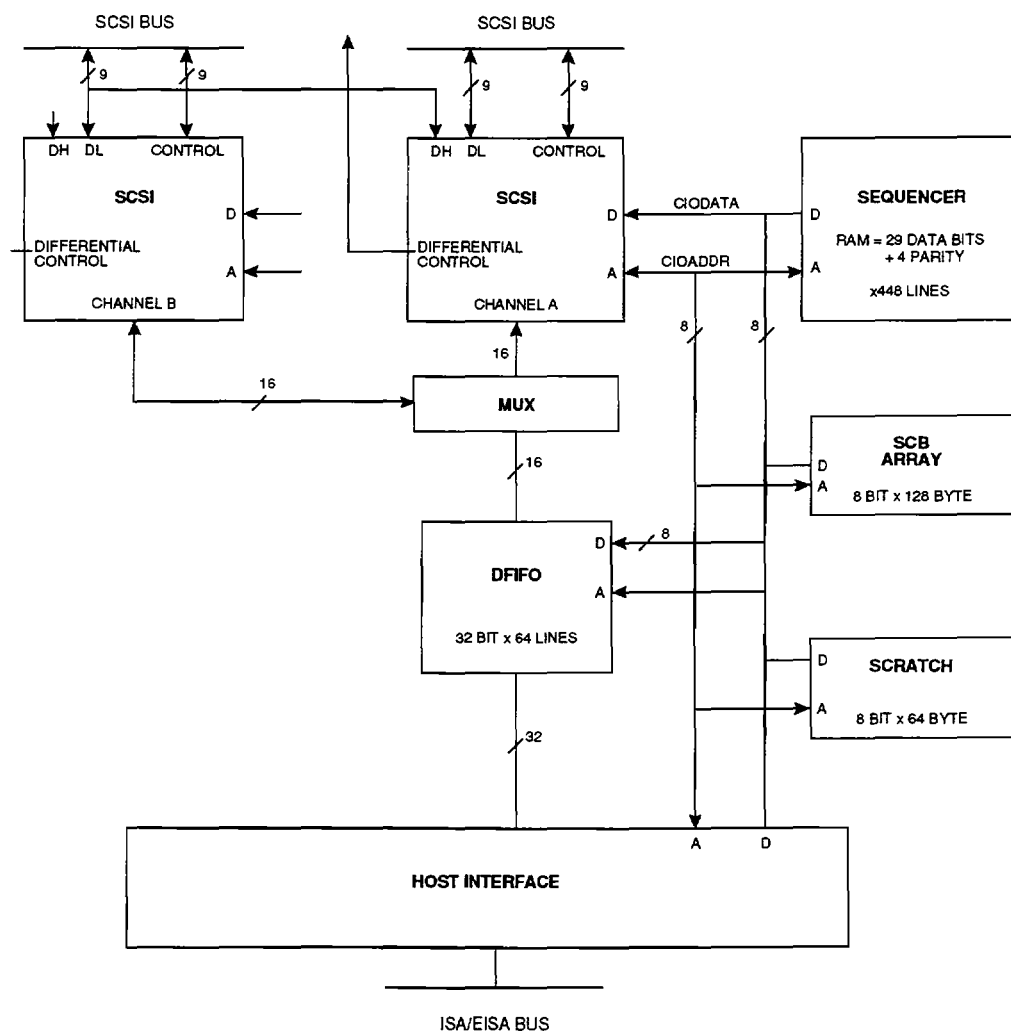 SCSI BUS
SCSI BUS
9
9
9
9
DH DL CONTROL
SCSI
D
DIFFERENTIAL
CONTROL
A
CHANNEL B
DH DL CONTROL
SCSI
D
DIFFERENTIAL
CONTROL
A
CHANNEL A
CIODATA
CIOADDR
SEQUENCER
D
RAM = 29 DATA BITS
+ 4 PARITY
A
x448 LINES
8
8
16
16
MUX
16
SCB
ARRAY
D
A
8 BIT x 128 BYTE
D
8
DFIFO
A
32 BIT x 64 LINES
D
SCRATCH
A
8 BIT x 64 BYTE
32
A
D
HOST INTERFACE
ISA/EISA BUS